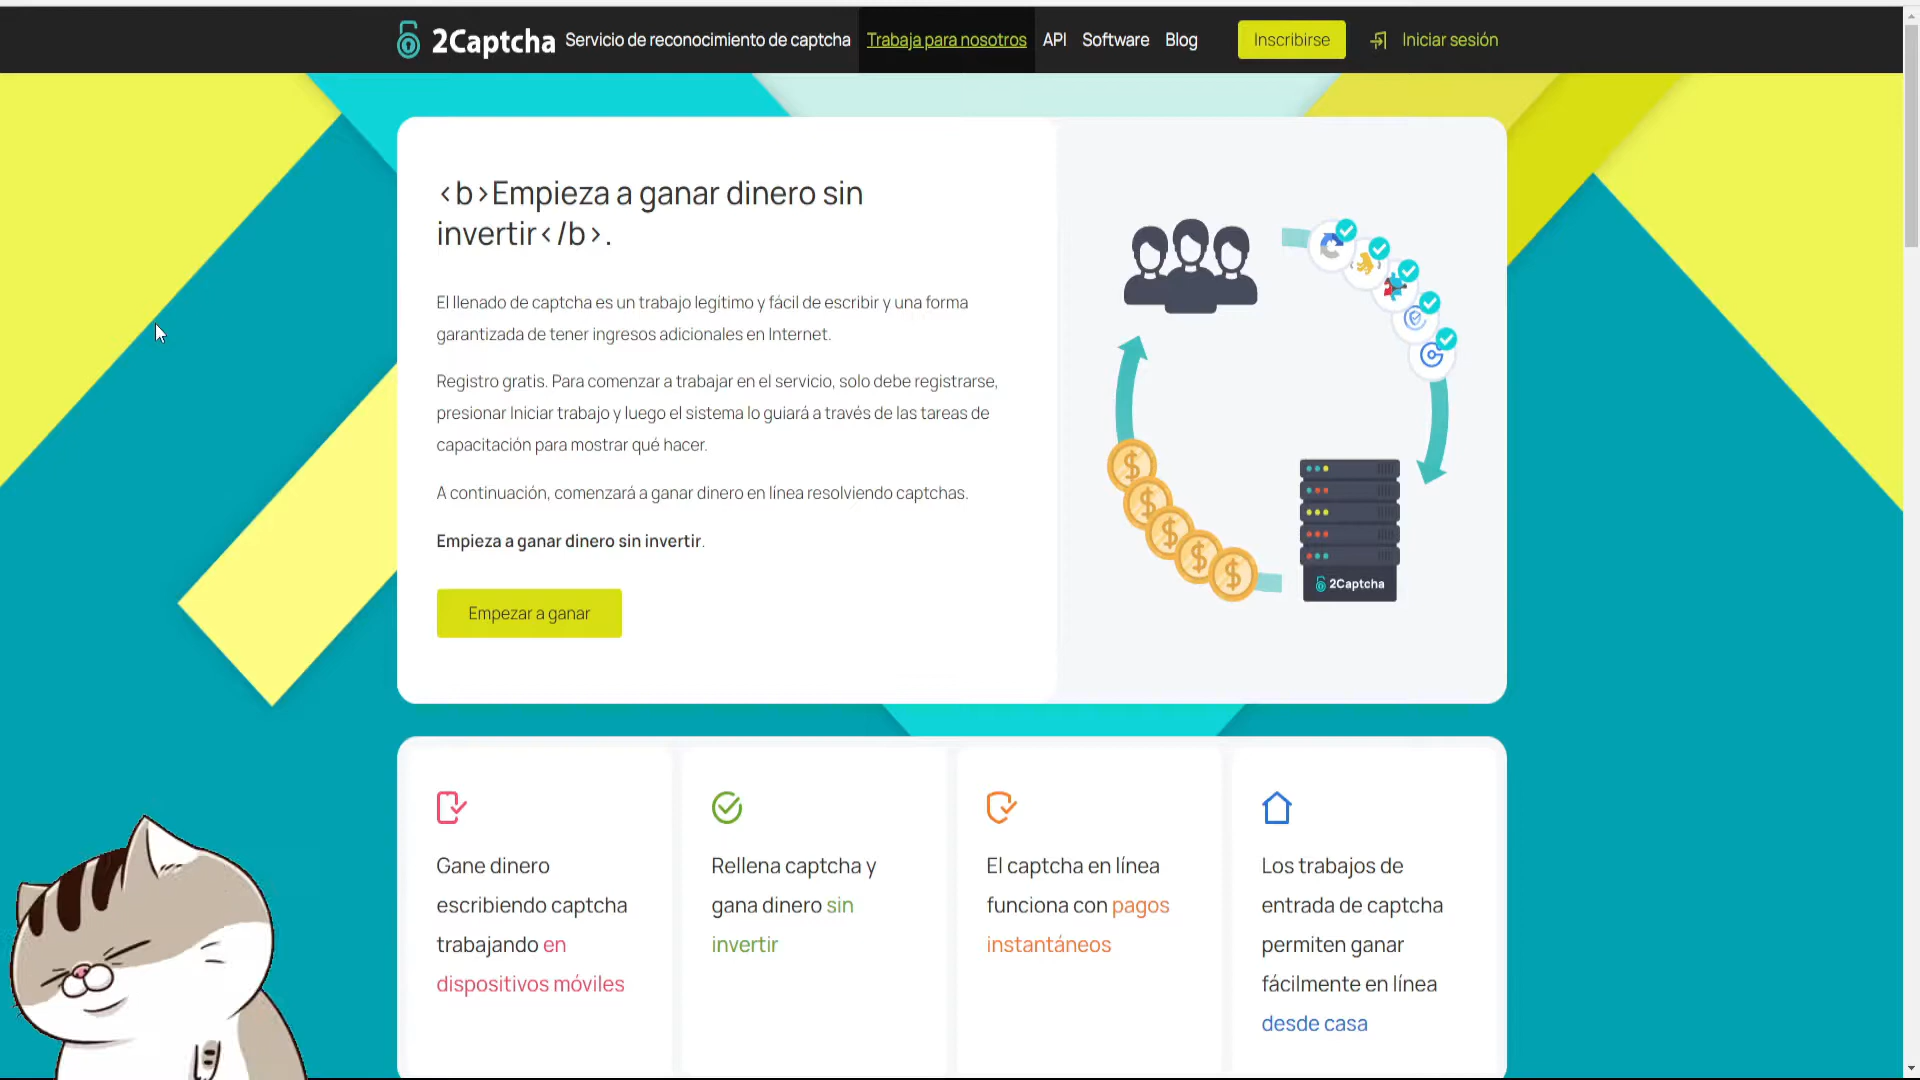 2Captcha Servicio de reconocimiento de captcha Trabaja para nosotros API Software Blog Inscribirse Iniciar sesión
<b>Empieza a ganar dinero sin
invertir</b>.
El llenado de captcha es un trabajo legítimo y fácil de escribir y una forma
garantizada de tener ingresos adicionales en Internet.
Registro gratis. Para comenzar a trabajar en el servicio, solo debe registrarse,
presionar Iniciar trabajo y luego el sistema lo guiará a través de las tareas de
capacitación para mostrar qué hacer.
A continuación, comenzará a ganar dinero en línea resolviendo captchas.
Empieza a ganar dinero sin invertir.
Empezar a ganar
2Captcha
Gane dinero
escribiendo captcha
trabajando en
dispositivos móviles
Rellena captcha y
gana dinero sin
invertir
El captcha en línea
funciona con pagos
instantáneos
Los trabajos de
entrada de captcha
permiten ganar
fácilmente en línea
desde casa